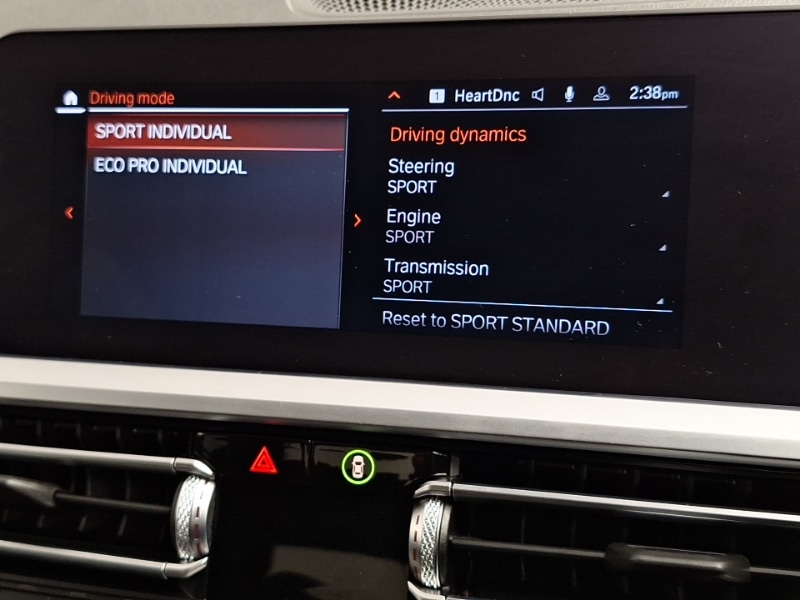 Driving mode
SPORT INDIVIDUAL
ECO PRO INDIVIDUAL
1 HeartDnc 2:38pm
Driving dynamics
Steering
SPORT
Engine
SPORT
Transmission
SPORT
Reset to SPORT STANDARD